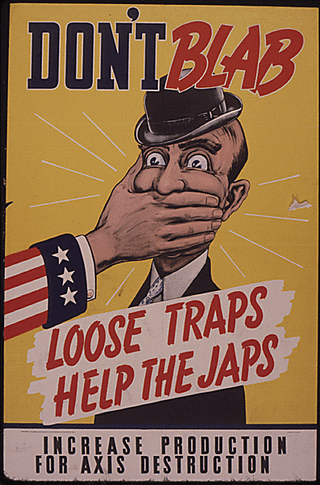 DON'T BLAB
LOOSE TRAPS
HELP THE JAPS
INCREASE PRODUCTION
FOR AXIS DESTRUCTION